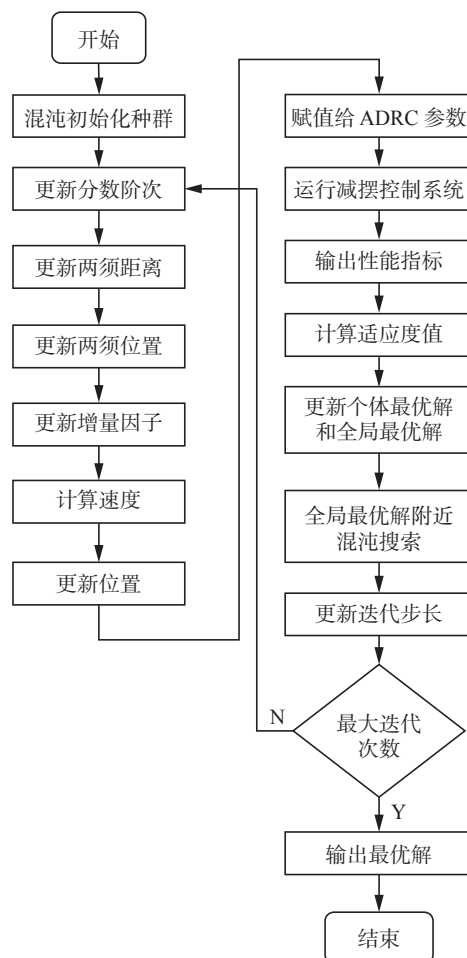 开始
混沌初始化种群
更新分数阶次
更新两须距离
更新两须位置
更新增量因子
计算速度
更新位置
赋值给 ADRC 参数
运行减摆控制系统
输出性能指标
计算适应度值
更新个体最优解
和全局最优解
全局最优解附近
混沌搜索
更新迭代步长
最大迭代
次数
N
Y
输出最优解
结束